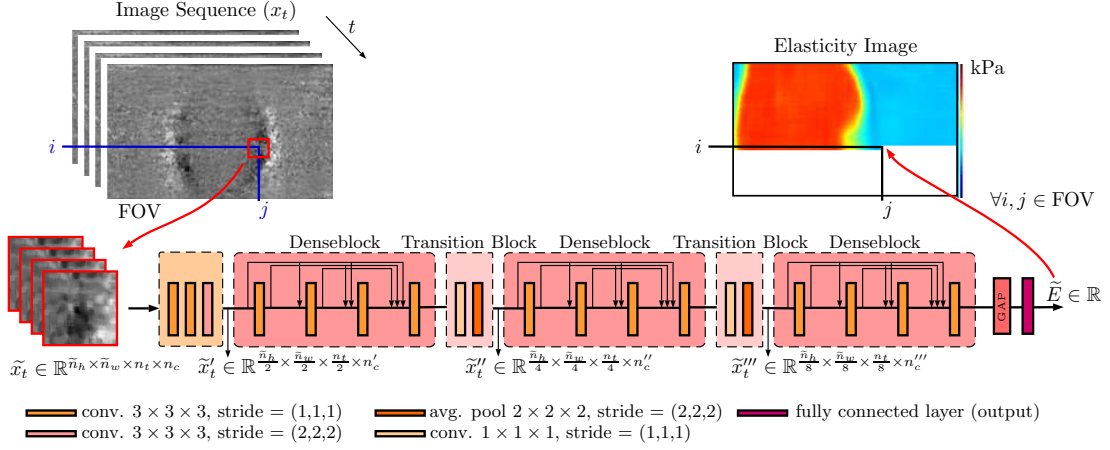 Image Sequence (x_t)
t
i
j
FOV
Elasticity Image
kPa
i
j
∀i, j ∈ FOV
Denseblock
Transition Block
Denseblock
Transition Block
Denseblock
GAP
Ẽ ∈ ℝ
x̃_t ∈ ℝ^{ñ_h × ñ_w × n_t × n_c}
x̃_t′ ∈ ℝ^{ñ_h/2 × ñ_w/2 × n_t/2 × n_c′}
x̃_t″ ∈ ℝ^{ñ_h/4 × ñ_w/4 × n_t/4 × n_c″}
x̃_t‴ ∈ ℝ^{ñ_h/8 × ñ_w/8 × n_t/8 × n_c‴}
conv. 3 × 3 × 3, stride = (1,1,1)
avg. pool 2 × 2 × 2, stride = (2,2,2)
fully connected layer (output)
conv. 3 × 3 × 3, stride = (2,2,2)
conv. 1 × 1 × 1, stride = (1,1,1)